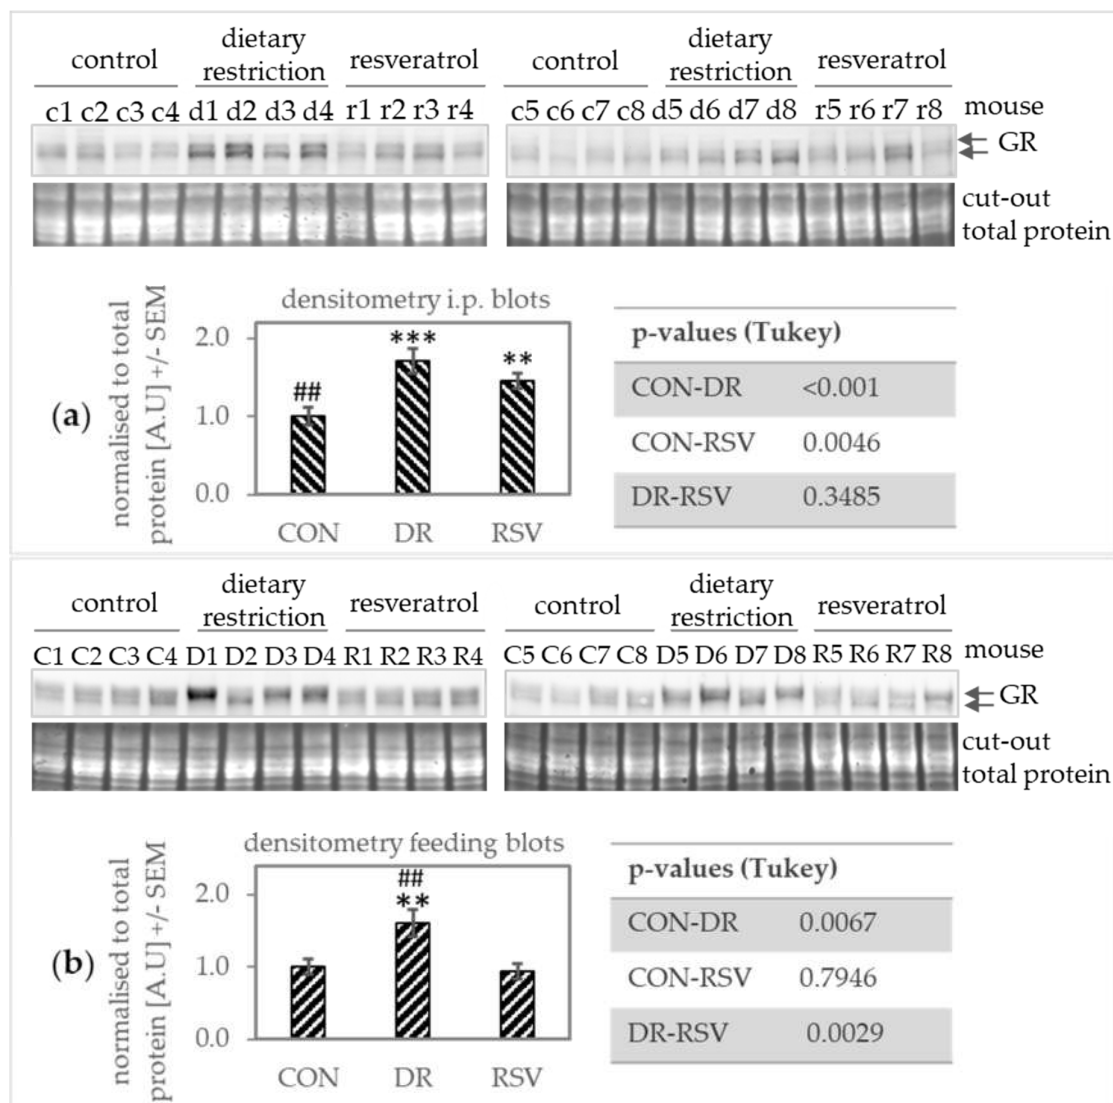 control dietary restriction resveratrol control dietary restriction resveratrol
c1 c2 c3 c4 d1 d2 d3 d4 r1 r2 r3 r4 c5 c6 c7 c8 d5 d6 d7 d8 r5 r6 r7 r8 mouse
GR
cut-out
total protein
(a)
normalised to total
protein [A.U] +/- SEM
densitometry i.p. blots
2.0
1.0
0.0
## *** **
CON DR RSV
p-values (Tukey)
CON-DR <0.001
CON-RSV 0.0046
DR-RSV 0.3485
control dietary restriction resveratrol control dietary restriction resveratrol
C1 C2 C3 C4 D1 D2 D3 D4 R1 R2 R3 R4 C5 C6 C7 C8 D5 D6 D7 D8 R5 R6 R7 R8 mouse
GR
cut-out
total protein
(b)
normalised to total
protein [A.U] +/- SEM
densitometry feeding blots
2.0
1.0
0.0
##
**
CON DR RSV
p-values (Tukey)
CON-DR 0.0067
CON-RSV 0.7946
DR-RSV 0.0029